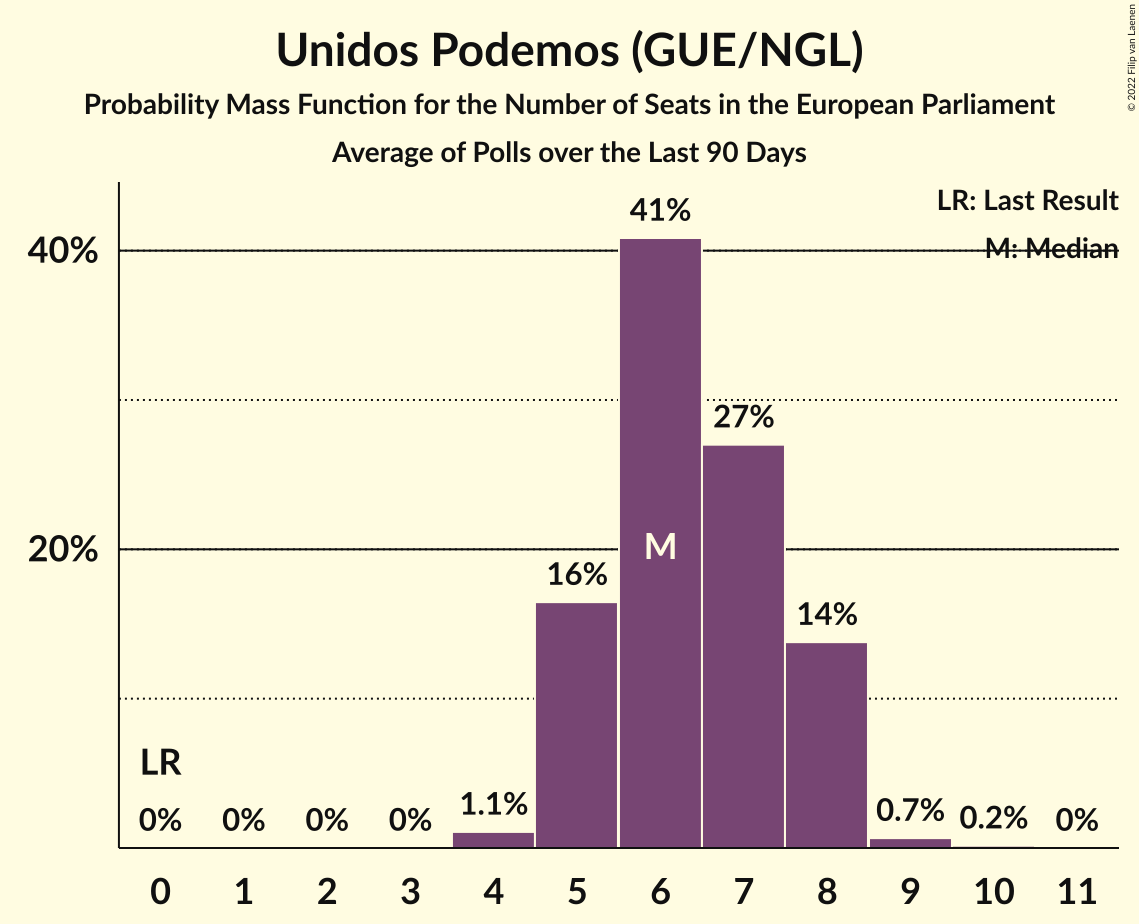 Unidos Podemos (GUE/NGL)
Probability Mass Function for the Number of Seats in the European Parliament
Average of Polls over the Last 90 Days
© 2022 Filip van Laenen
LR: Last Result
M: Median
40%
20%
41%
27%
16%
14%
M
LR
0%
0%
0%
0%
1.1%
0.7%
0.2%
0%
0 1 2 3 4 5 6 7 8 9 10 11